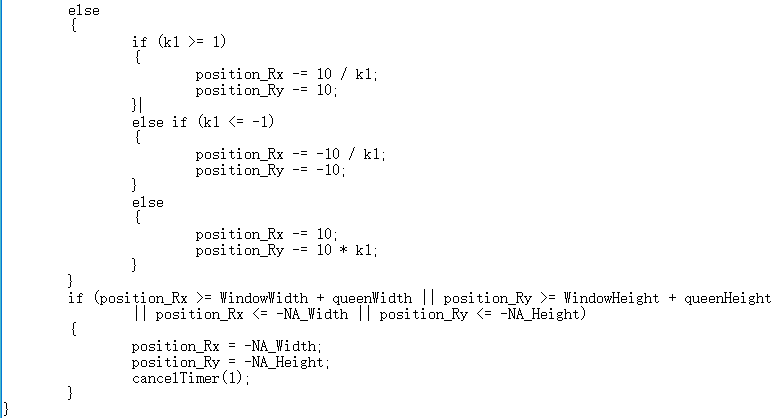 else
{
if (k1 >= 1)
{
position_Rx -= 10 / k1;
position_Ry -= 10;
}
else if (k1 <= -1)
{
position_Rx -= -10 / k1;
position_Ry -= -10;
}
else
{
position_Rx -= 10;
position_Ry -= 10 * k1;
}
}
if (position_Rx >= WindowWidth + queenWidth || position_Ry >= WindowHeight + queenHeight
|| position_Rx <= -NA_Width || position_Ry <= -NA_Height)
{
position_Rx = -NA_Width;
position_Ry = -NA_Height;
cancelTimer(1);
}
}